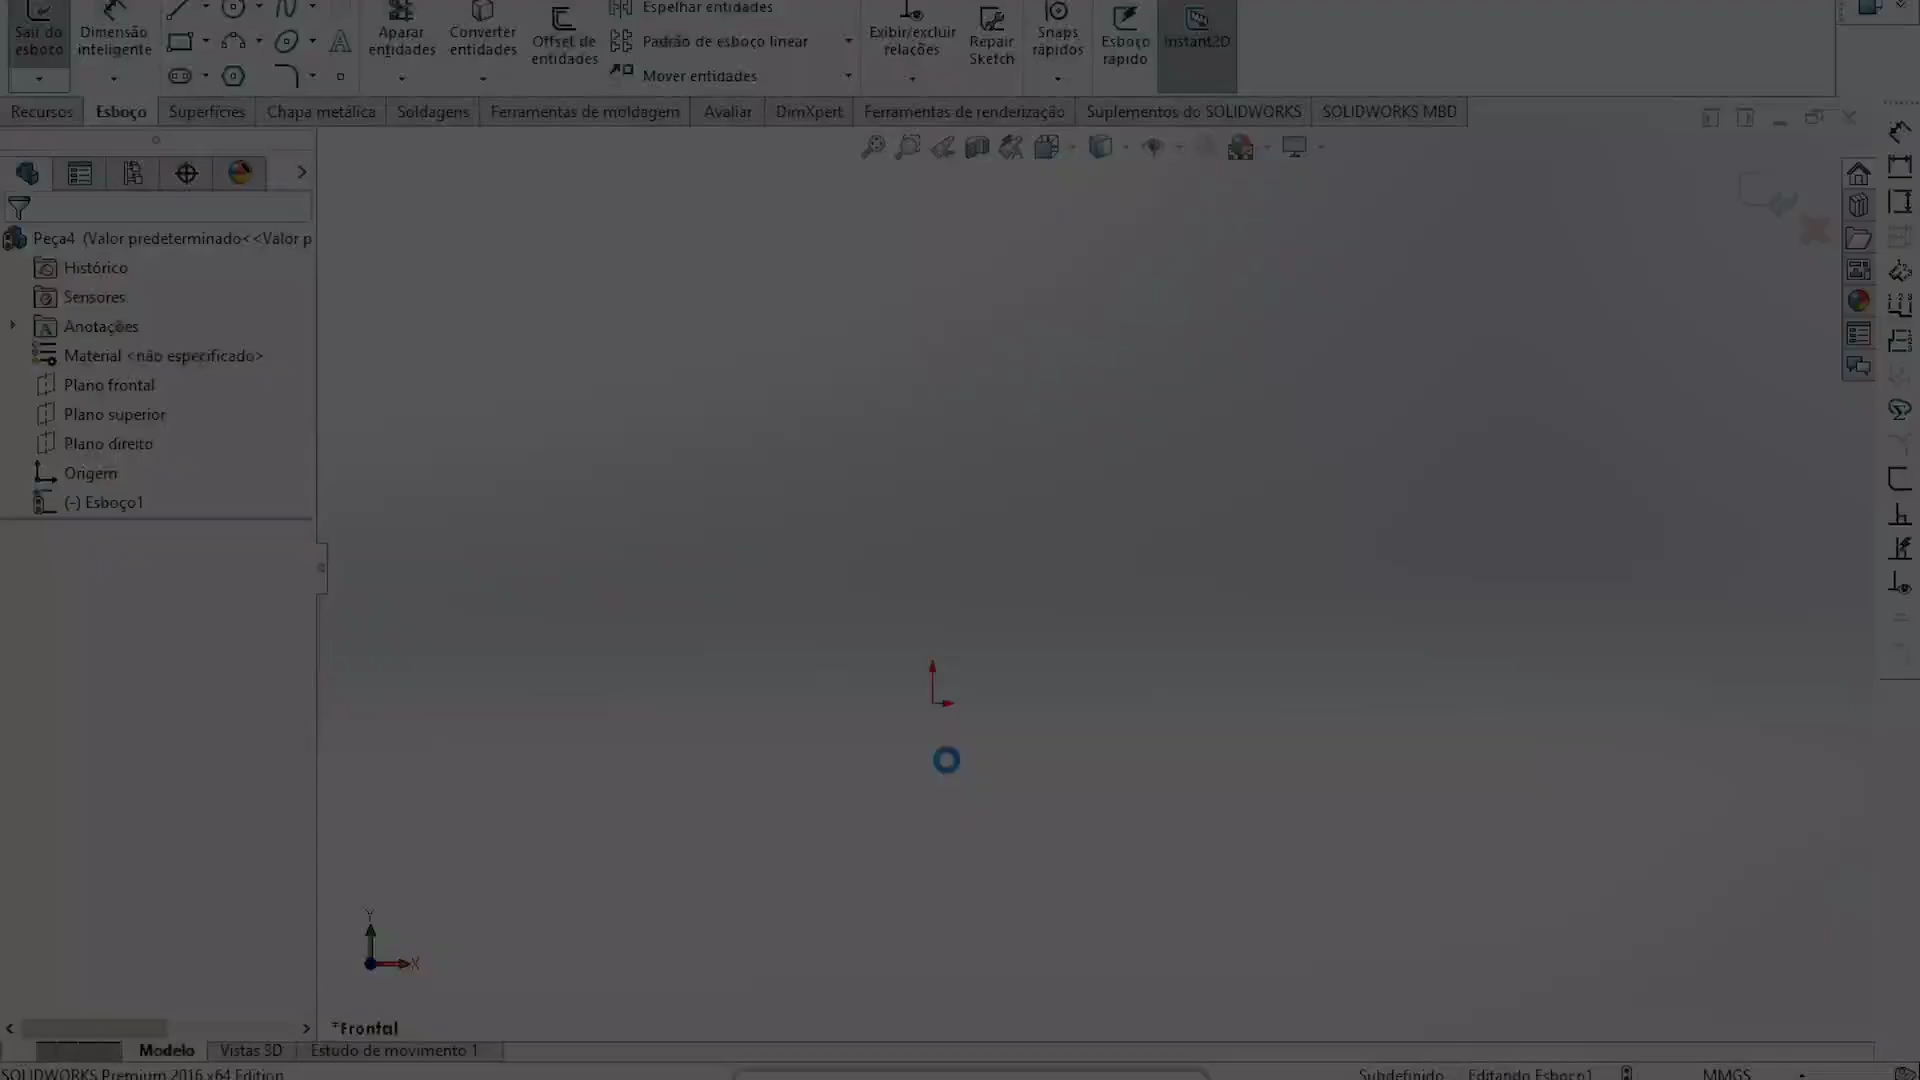 Sair do esboço
Dimensão inteligente
Aparar entidades
Converter entidades
Offset de entidades
Espelhar entidades
Padrão de esboço linear
Mover entidades
Exibir/excluir relações
Repair Sketch
Snaps rápidos
Esboço rápido
Instant2D
Recursos
Esboço
Superfícies
Chapa metálica
Soldagens
Ferramentas de moldagem
Avaliar
DimXpert
Ferramentas de renderização
Suplementos do SOLIDWORKS
SOLIDWORKS MBD
Peça4 (Valor predeterminado<<Valor p
Histórico
Sensores
Anotações
Material <não especificado>
Plano frontal
Plano superior
Plano direito
Origem
(-) Esboço1
Y
X
*Frontal
Modelo
Vistas 3D
Estudo de movimento 1
SOLIDWORKS Premium 2016 x64 Edition
Subdefinido
Editando Esboço1
MMGS